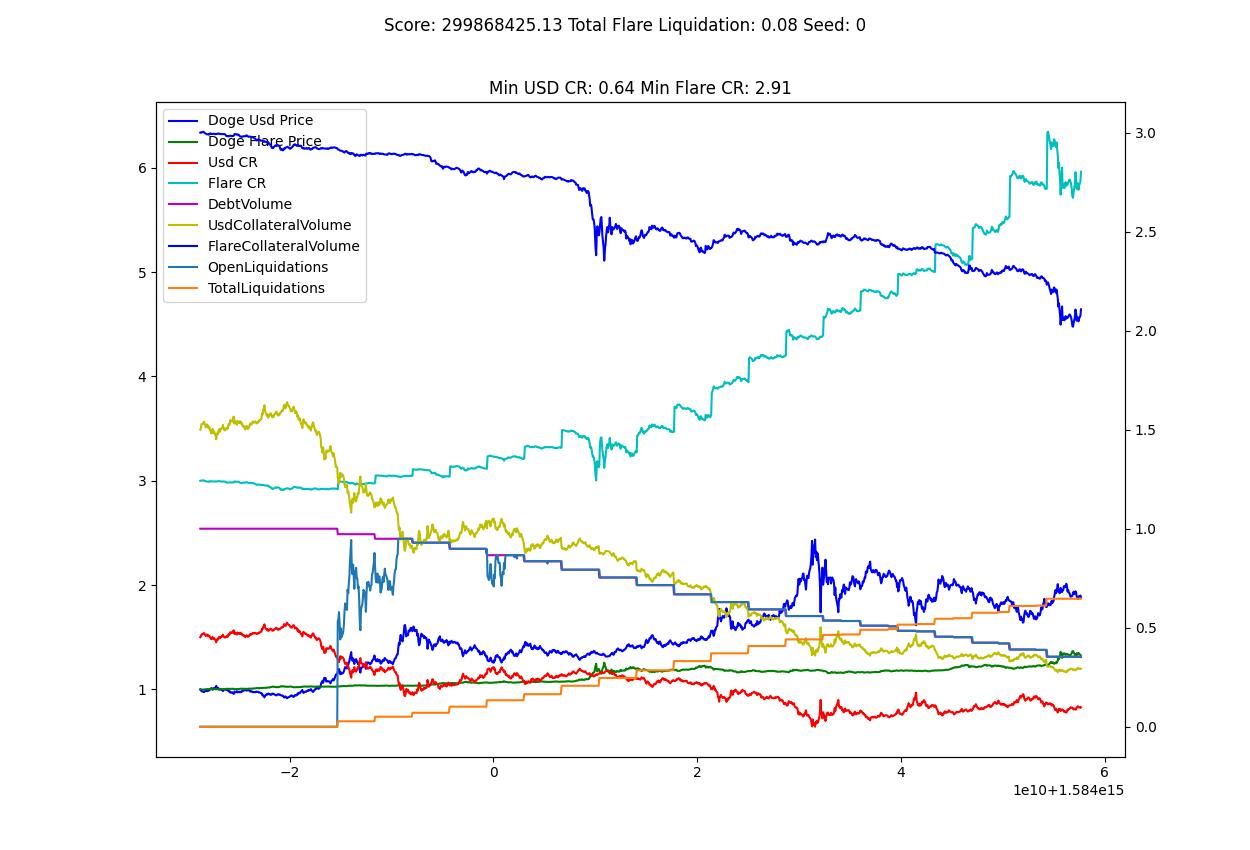 Score: 299868425.13 Total Flare Liquidation: 0.08 Seed: 0
Min USD CR: 0.64 Min Flare CR: 2.91
Doge Usd Price
Doge Flare Price
Usd CR
Flare CR
DebtVolume
UsdCollateralVolume
FlareCollateralVolume
OpenLiquidations
TotalLiquidations
6
5
4
3
2
1
3.0
2.5
2.0
1.5
1.0
0.5
0.0
−2
0
2
4
6
1e10+1.584e15